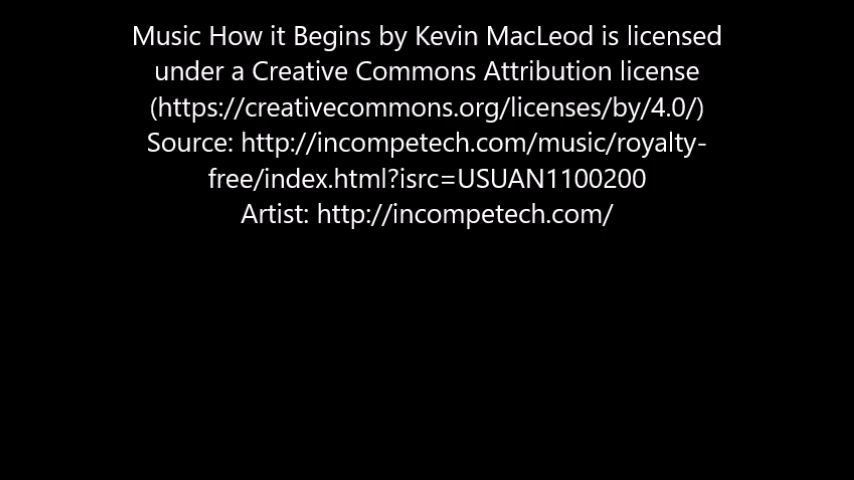 Music How it Begins by Kevin MacLeod is licensed
under a Creative Commons Attribution license
(https://creativecommons.org/licenses/by/4.0/)
Source: http://incompetech.com/music/royalty-
free/index.html?isrc=USUAN1100200
Artist: http://incompetech.com/